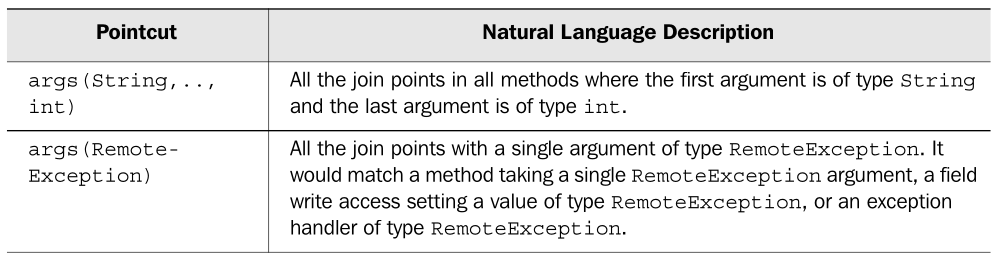 Pointcut Natural Language Description
args(String,.., All the join points in all methods where the first argument is of type String
int) and the last argument is of type int.
args(Remote- All the join points with a single argument of type RemoteException. It
Exception) would match a method taking a single RemoteException argument, a field
write access setting a value of type RemoteException, or an exception
handler of type RemoteException.